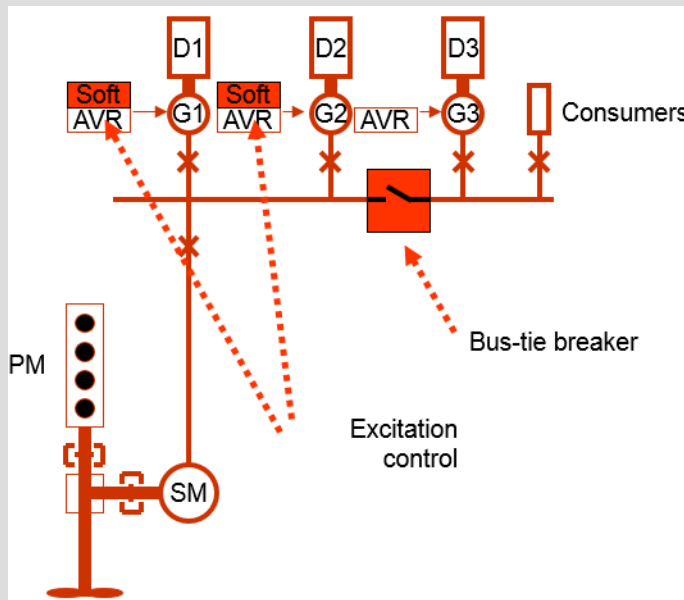 D1
D2
D3
Soft
AVR
G1
Soft
AVR
G2
AVR
G3
Consumers
Bus-tie breaker
PM
Excitation
control
SM